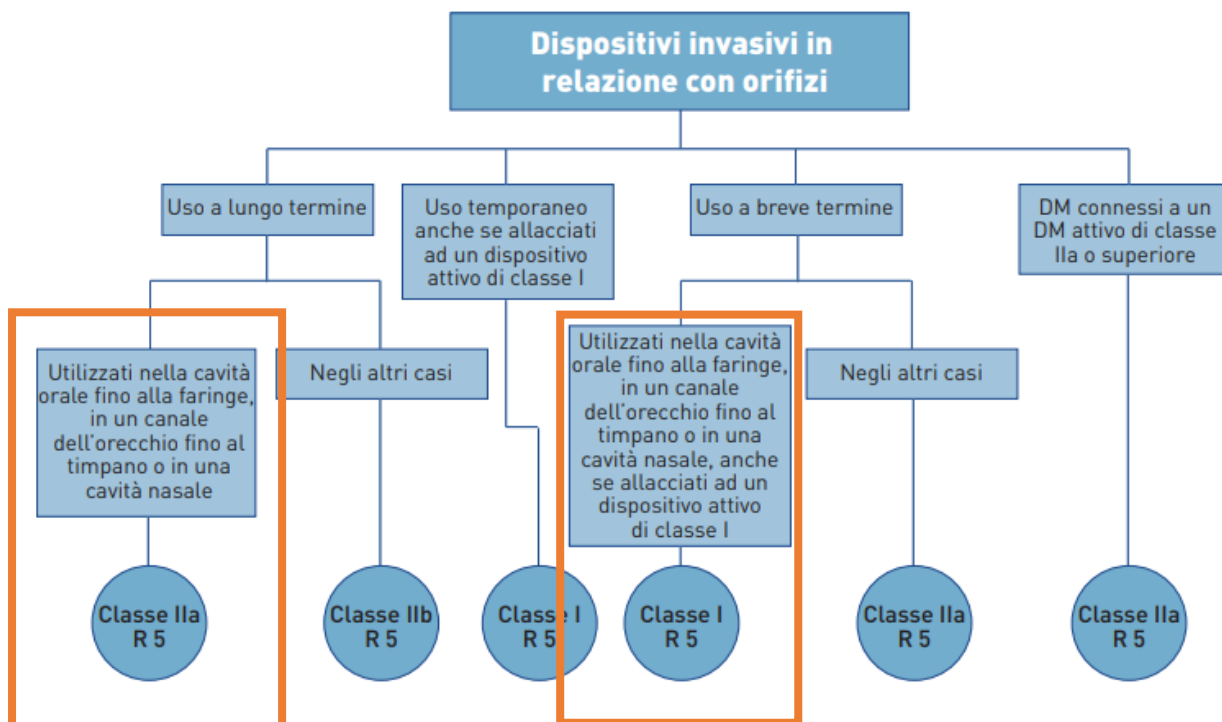 Dispositivi invasivi in
relazione con orifizi
Uso a lungo termine
Uso temporaneo
anche se allacciati
ad un dispositivo
attivo di classe I
Uso a breve termine
DM connessi a un
DM attivo di classe
IIa o superiore
Utilizzati nella cavità
orale fino alla faringe,
in un canale
dell'orecchio fino al
timpano o in una
cavità nasale
Negli altri casi
Utilizzati nella cavità
orale fino alla faringe,
in un canale
dell'orecchio fino al
timpano o in una
cavità nasale, anche
se allacciati ad un
dispositivo attivo
di classe I
Negli altri casi
Classe IIa
R 5
Classe IIb
R 5
Classe I
R 5
Classe I
R 5
Classe IIa
R 5
Classe IIa
R 5